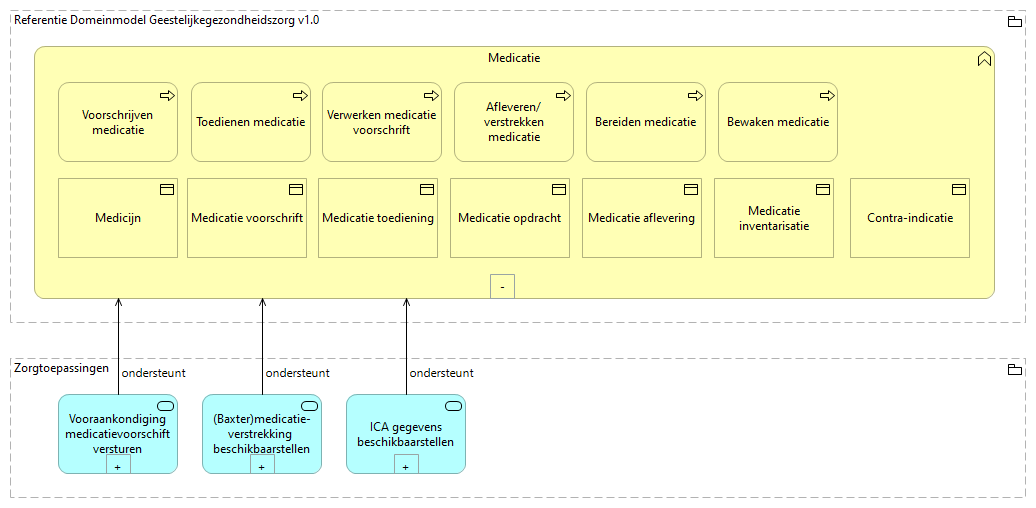 Referentie Domeinmodel Geestelijkegezondheidszorg v1.0
Medicatie
Voorschrijven
medicatie
Toedienen medicatie
Verwerken medicatie
voorschrift
Afleveren/
verstrekken
medicatie
Bereiden medicatie
Bewaken medicatie
Medicijn
Medicatie voorschrift
Medicatie toediening
Medicatie opdracht
Medicatie aflevering
Medicatie
inventarisatie
Contra-indicatie
-
Zorgtoepassingen
ondersteunt
ondersteunt
ondersteunt
Vooraankondiging
medicatievoorschift
versturen
+
(Baxter)medicatie-
verstrekking
beschikbaarstellen
+
ICA gegevens
beschikbaarstellen
+